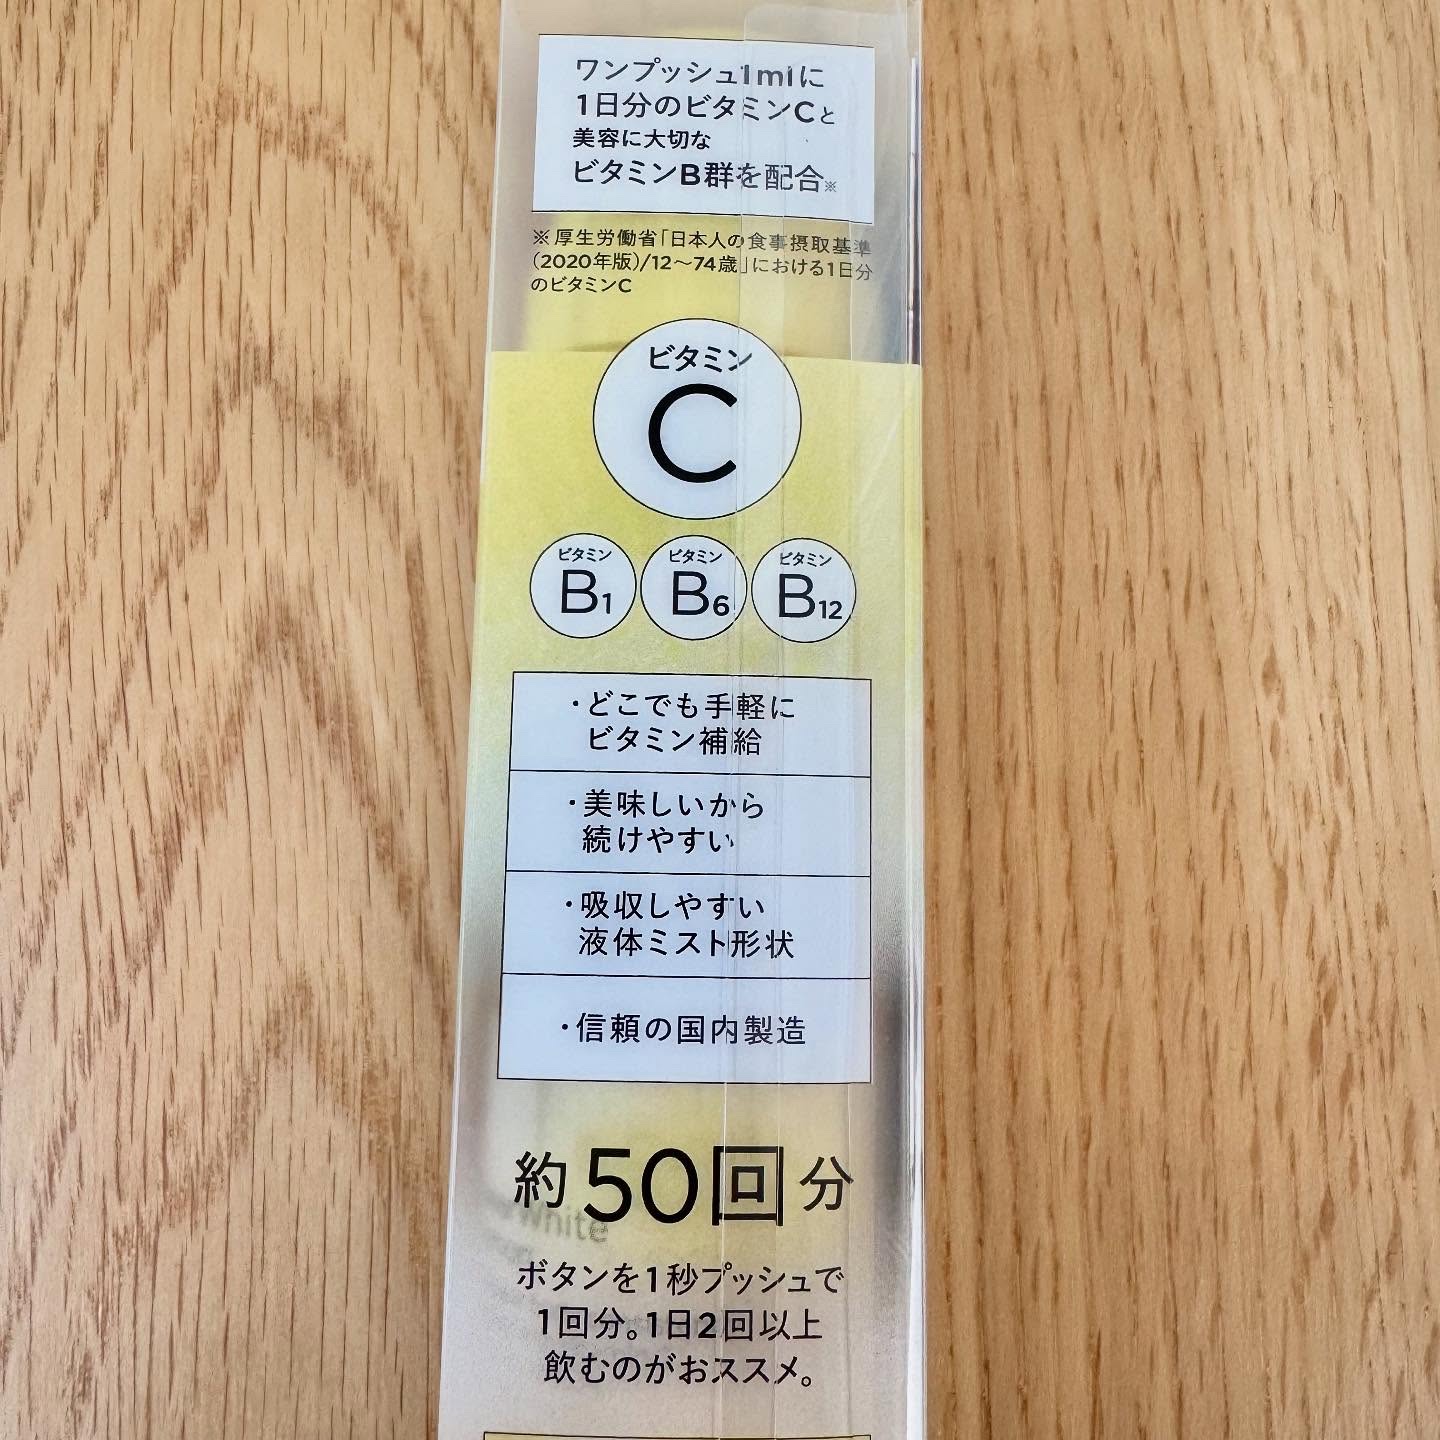 ワンプッシュ1mlに
1日分のビタミンCと
美容に大切な
ビタミンB群を配合※
※厚生労働省「日本人の食事摂取基準
(2020年版)/12〜74歳」における1日分
のビタミンC
ビタミン
C
ビタミン
B1
ビタミン
B6
ビタミン
B12
・どこでも手軽に
ビタミン補給
・美味しいから
続けやすい
・吸収しやすい
液体ミスト形状
・信頼の国内製造
約50回分
White
ボタンを1秒プッシュで
1回分。1日2回以上
飲むのがおススメ。